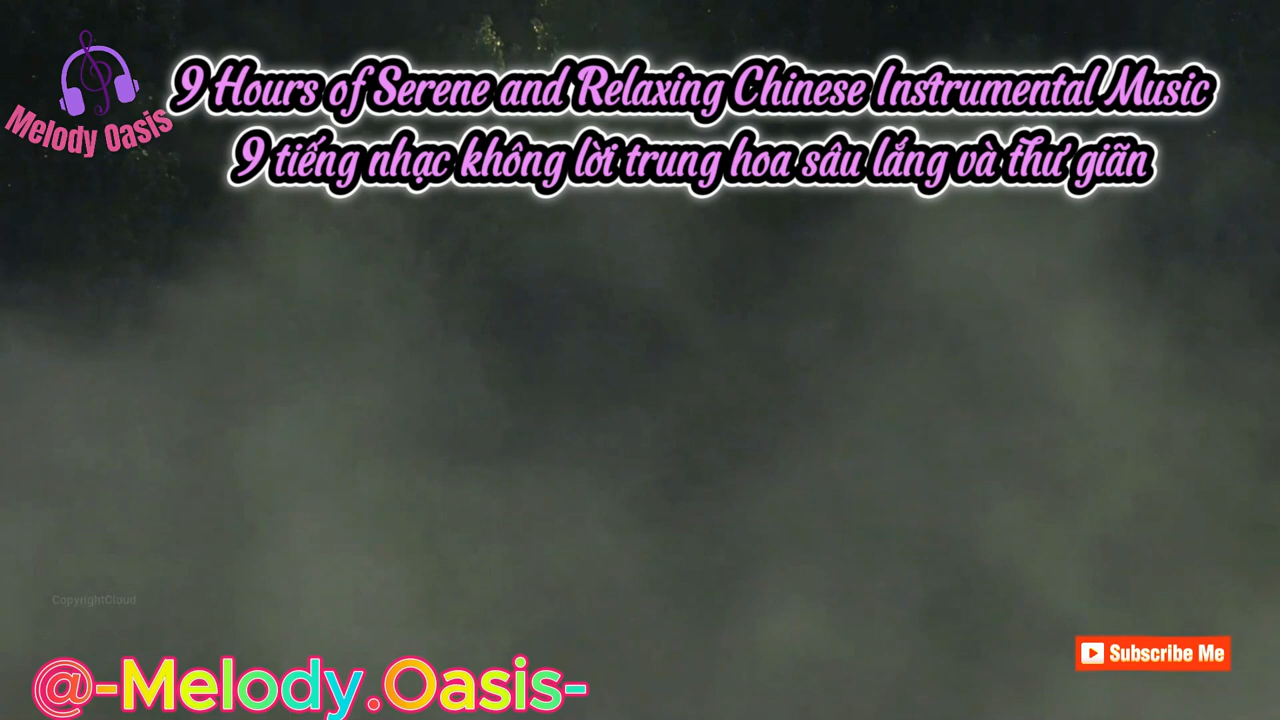 Melody Oasis
9 Hours of Serene and Relaxing Chinese Instrumental Music
9 tiếng nhạc không lời trung hoa sâu lắng và thư giãn
CopyrightCloud
@-Melody.Oasis-
Subscribe Me